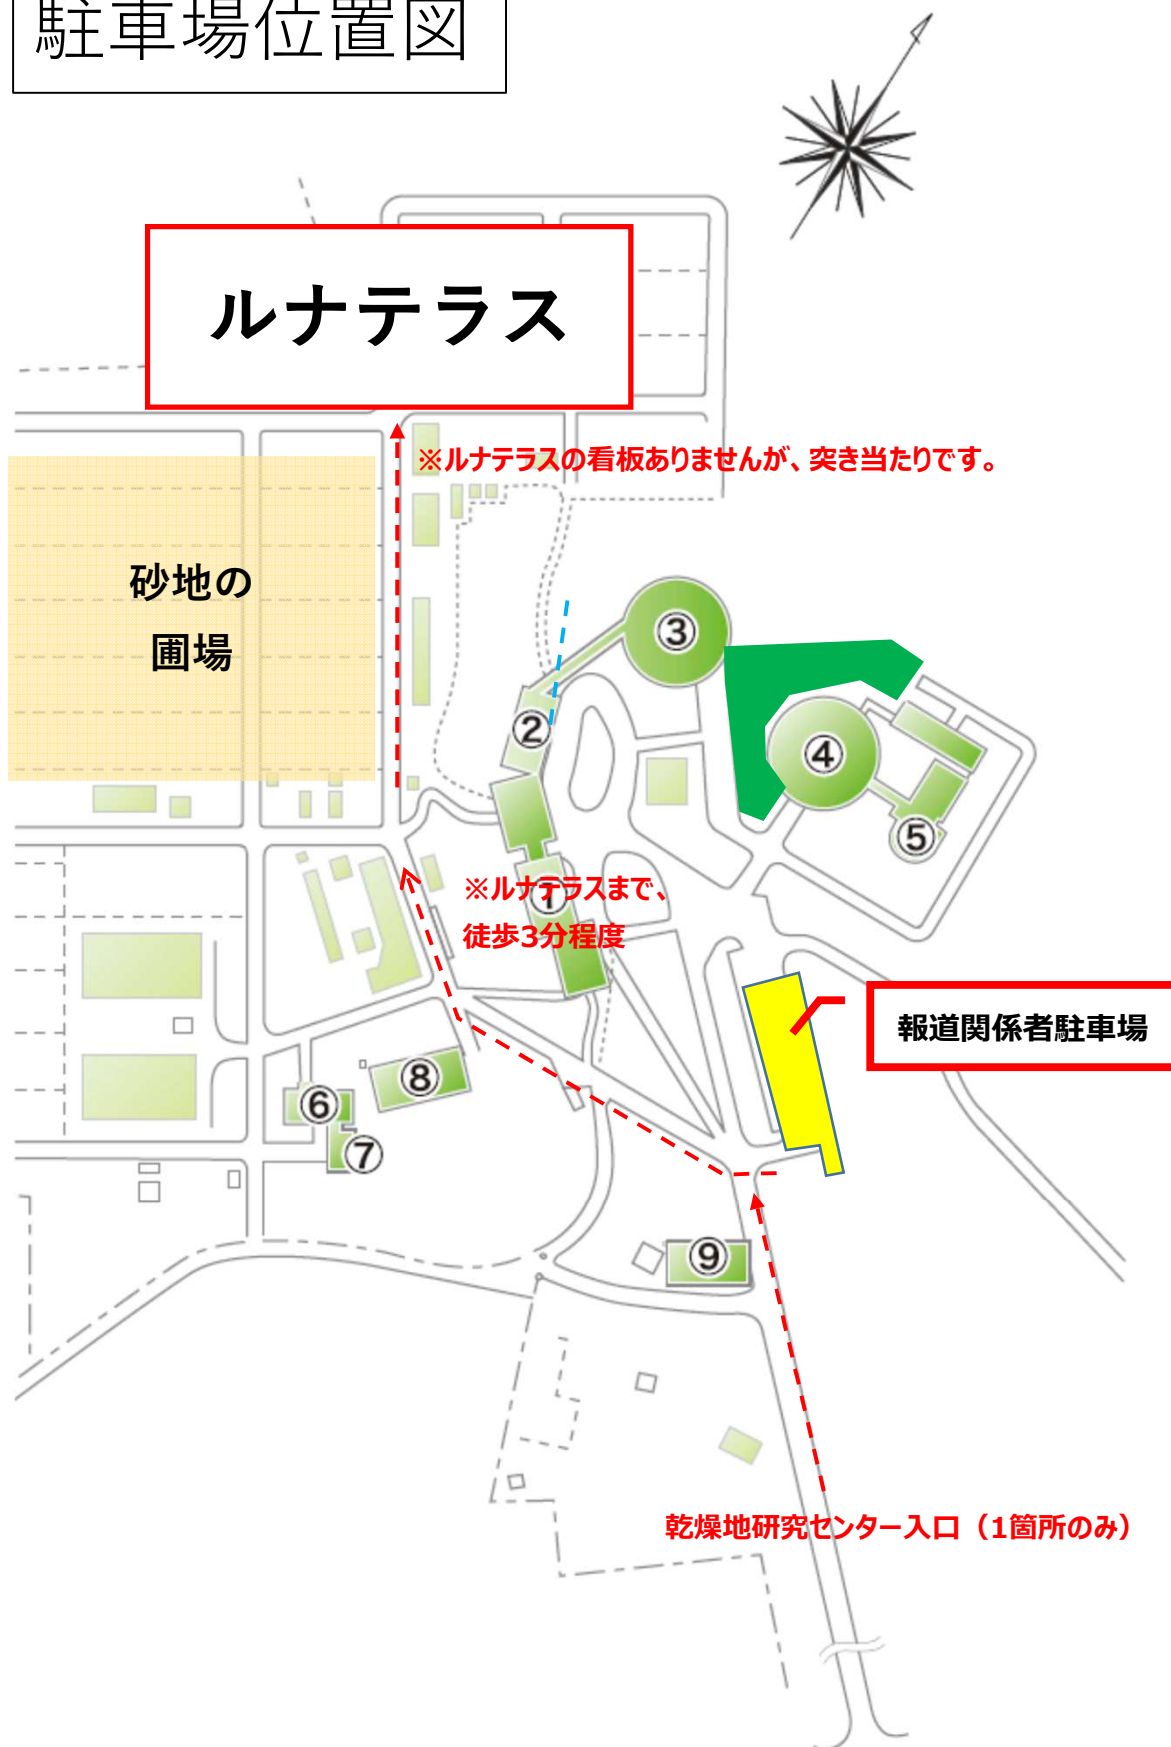 駐車場位置図
ルナテラス
※ルナテラスの看板ありませんが、突き当たりです。
砂地の
圃場
③
②
④
⑤
①
※ルナテラスまで、
徒歩3分程度
報道関係者駐車場
⑧
⑥
⑦
⑨
乾燥地研究センター入口（1箇所のみ）